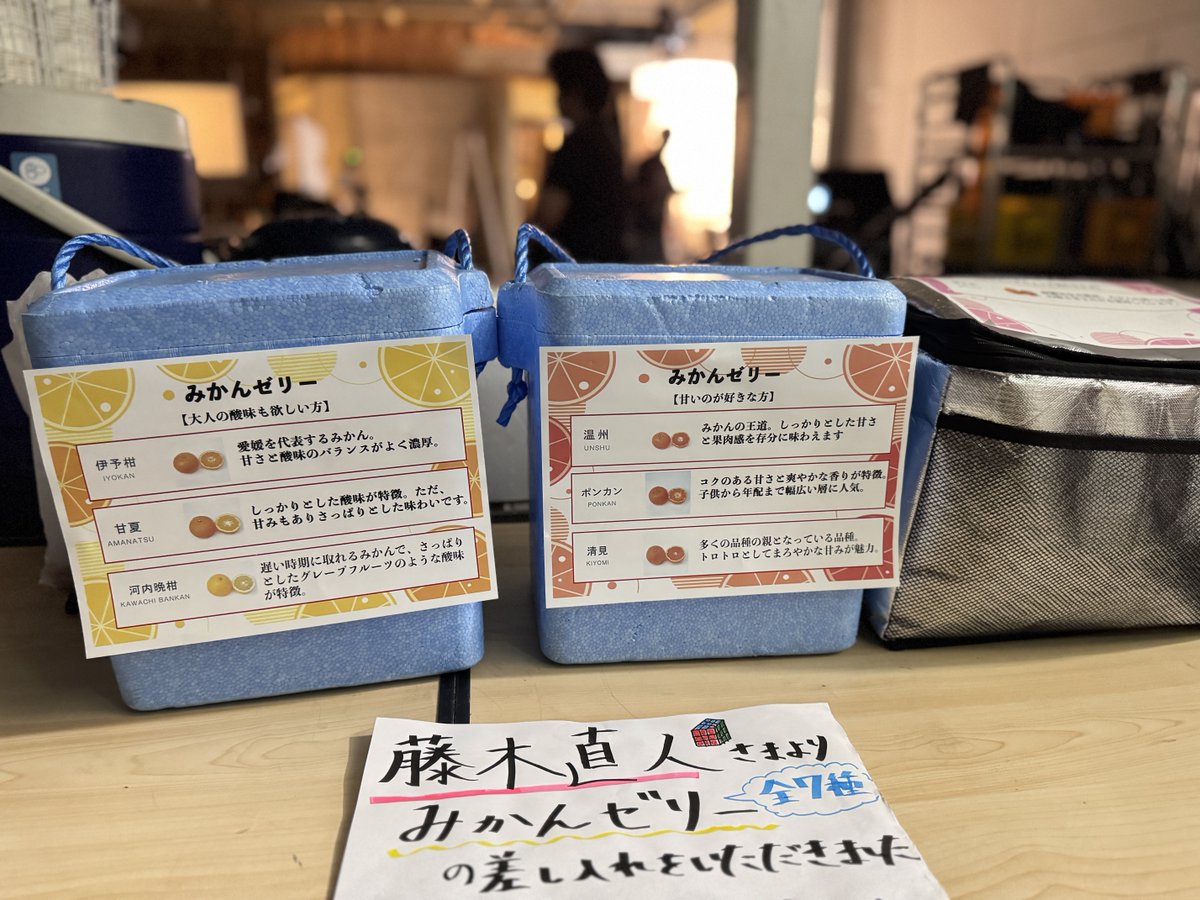 みかんゼリー
【大人の酸味も欲しい方】
伊予柑
IYOKAN
愛媛を代表するみかん。
甘さと酸味のバランスがよく濃厚。
甘夏
AMANATSU
しっかりとした酸味が特徴。ただ、
甘みもありさっぱりとした味わいです。
河内晩柑
KAWACHI BANKAN
遅い時期に取れるみかんで、さっぱり
としたグレープフルーツのような酸味
が特徴。
みかんゼリー
【甘いのが好きな方】
温州
UNSHU
みかんの王道。しっかりとした甘さ
と果肉感を存分に味わえます
ポンカン
PONKAN
コクのある甘さと爽やかな香りが特徴。
子供から年配まで幅広い層に人気。
清見
KIYOMI
多くの品種の親となっている品種。
トロトロとしてまろやかな甘みが魅力。
藤木直人さまより
みかんゼリー 全7種
の差し入れをいただきました